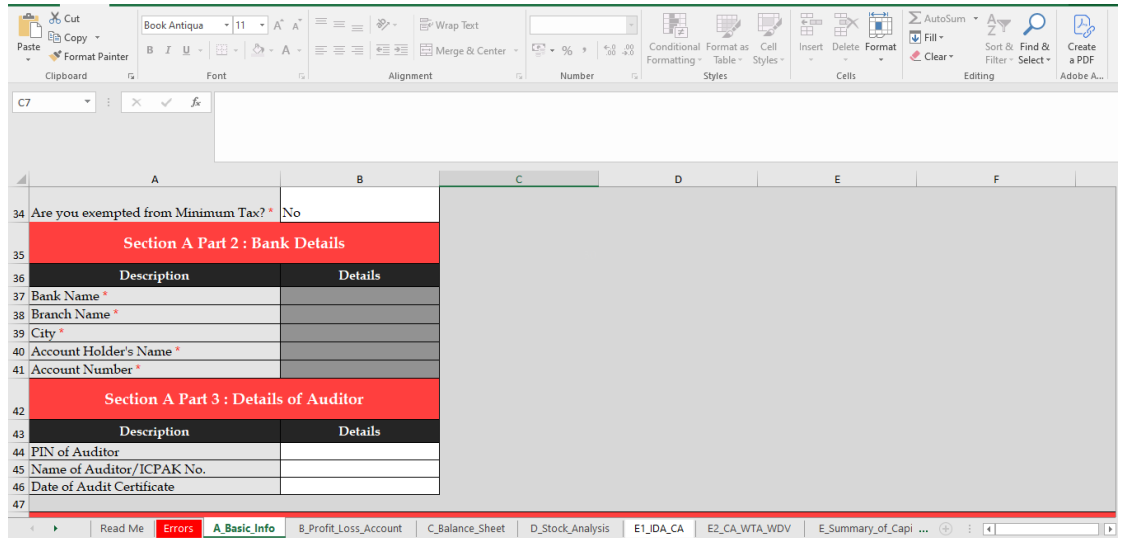 Cut
Copy
Format Painter
Paste
Clipboard
Book Antiqua 11 A A
B I U A
Font
Wrap Text
Merge & Center
Alignment
% , .0 .00 .00 .0
Number
Conditional Formatting
Format as Table
Cell Styles
Styles
Insert Delete Format
Cells
AutoSum
Fill
Clear
Sort & Filter
Find & Select
Editing
Create a PDF
Adobe A...
C7 fx
A B C D E F
34 Are you exempted from Minimum Tax? * No
35 Section A Part 2 : Bank Details
36 Description Details
37 Bank Name *
38 Branch Name *
39 City *
40 Account Holder's Name *
41 Account Number *
42 Section A Part 3 : Details of Auditor
43 Description Details
44 PIN of Auditor
45 Name of Auditor/ICPAK No.
46 Date of Audit Certificate
47
Read Me Errors A_Basic_Info B_Profit_Loss_Account C_Balance_Sheet D_Stock_Analysis E1_IDA_CA E2_CA_WTA_WDV E_Summary_of_Capi ...